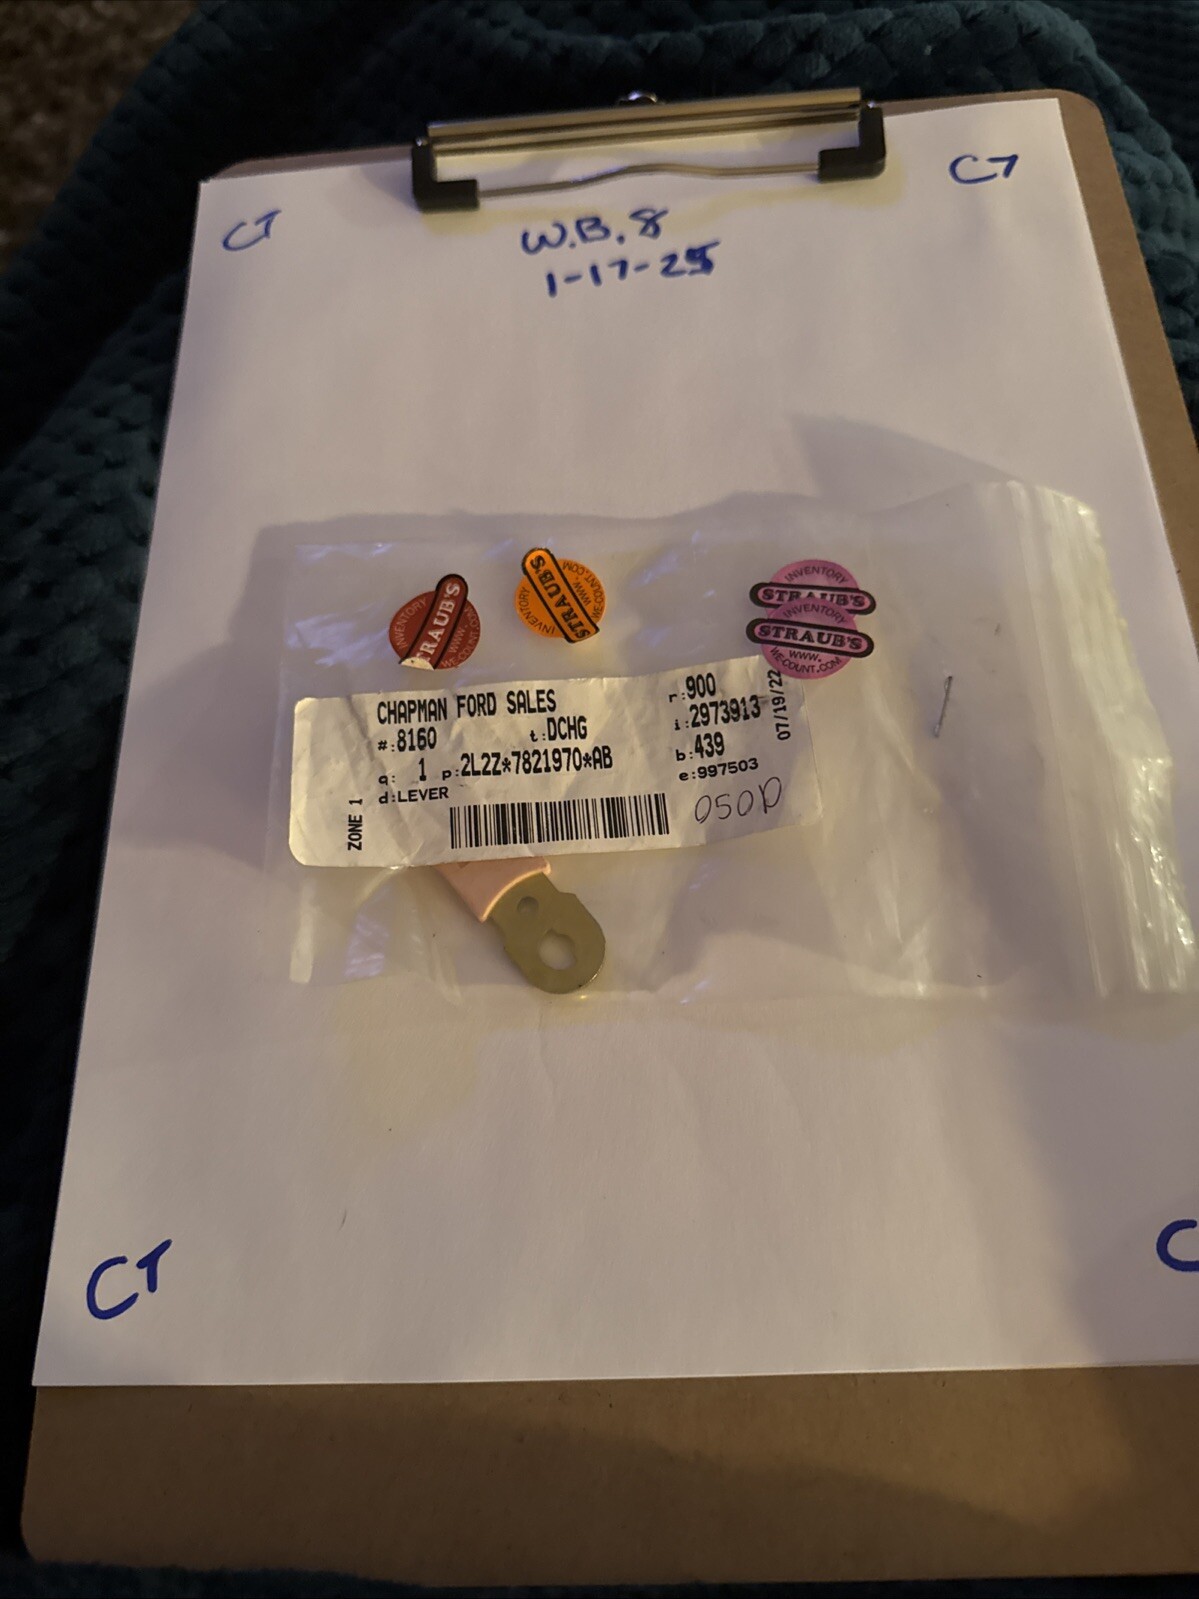 CT
C7
W.B.8
1-17-25
INVENTORY
STRAUB'S
WWW.
WE-COUNT.COM
INVENTORY
STRAUB'S
WWW.
WE-COUNT.COM
INVENTORY
STRAUB'S
INVENTORY
STRAUB'S
WWW.
WE-COUNT.COM
CHAPMAN FORD SALES
#:8160 t:DCHG
q: 1 p:2L2Z*7821970*AB
d:LEVER
ZONE 1
r:900
i:2973913
b:439
e:997503
07/19/22
050D
CT
C